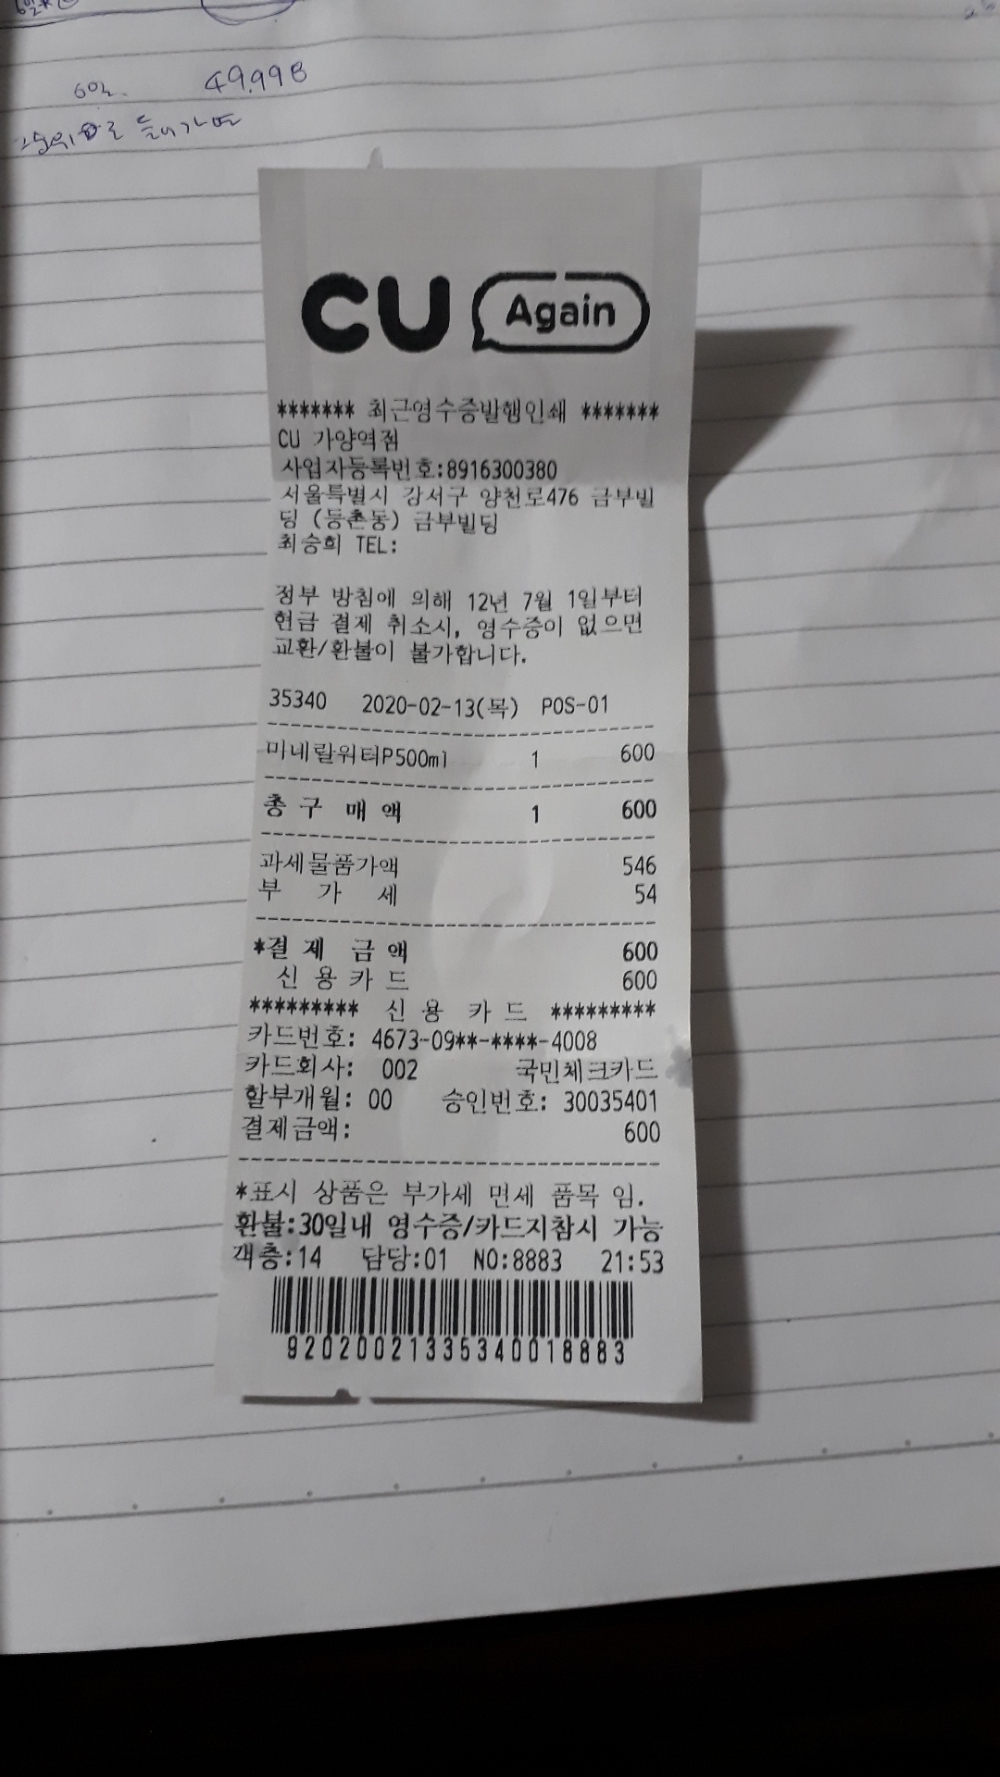 6일. 49.998
CU Again
******* 최근영수증발행인쇄 *******
CU 가양역점
사업자등록번호:8916300380
서울특별시 강서구 양천로476 금부빌
딩 (등촌동) 금부빌딩
최승희 TEL:
정부 방침에 의해 12년 7월 1일부터
현금 결제 취소시, 영수증이 없으면
교환/환불이 불가합니다.
35340 2020-02-13(목) POS-01
미네랄워터P500ml 1 600
총 구 매 액 1 600
과세물품가액 546
부 가 세 54
*결 제 금 액 600
신 용 카 드 600
********* 신 용 카 드 *********
카드번호: 4673-09**-****-4008
카드회사: 002 국민체크카드
할부개월: 00 승인번호: 30035401
결제금액: 600
*표시 상품은 부가세 면세 품목 임.
환불:30일내 영수증/카드지참시 가능
객층:14 담당:01 NO:8883 21:53
92020021335340018883